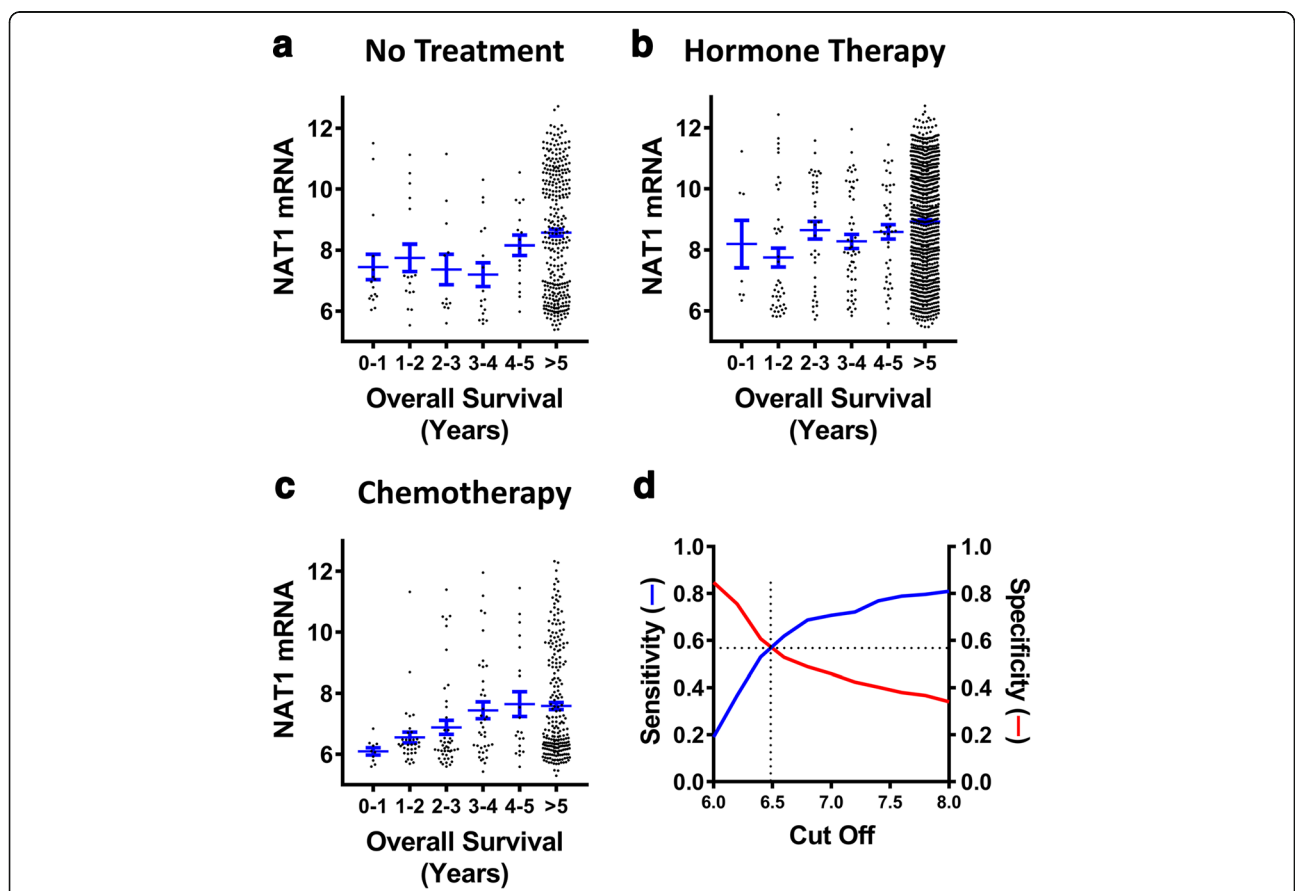 a No Treatment
NAT1 mRNA
12
10
8
6
0-1 1-2 2-3 3-4 4-5 >5
Overall Survival
(Years)
b Hormone Therapy
NAT1 mRNA
12
10
8
6
0-1 1-2 2-3 3-4 4-5 >5
Overall Survival
(Years)
c Chemotherapy
NAT1 mRNA
12
10
8
6
0-1 1-2 2-3 3-4 4-5 >5
Overall Survival
(Years)
d
Sensitivity (—)
1.0
0.8
0.6
0.4
0.2
0.0
1.0
0.8
0.6
0.4
0.2
0.0
Specificity (—)
6.0 6.5 7.0 7.5 8.0
Cut Off